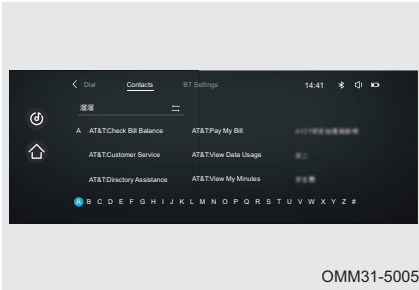 Dial Contacts BT Settings 14:41
A AT&T:Check Bill Balance AT&T:Pay My Bill
AT&T:Customer Service AT&T:View Data Usage
AT&T:Directory Assistance AT&T:View My Minutes
A B C D E F G H I J K L M N O P Q R S T U V W X Y Z #
OMM31-5005